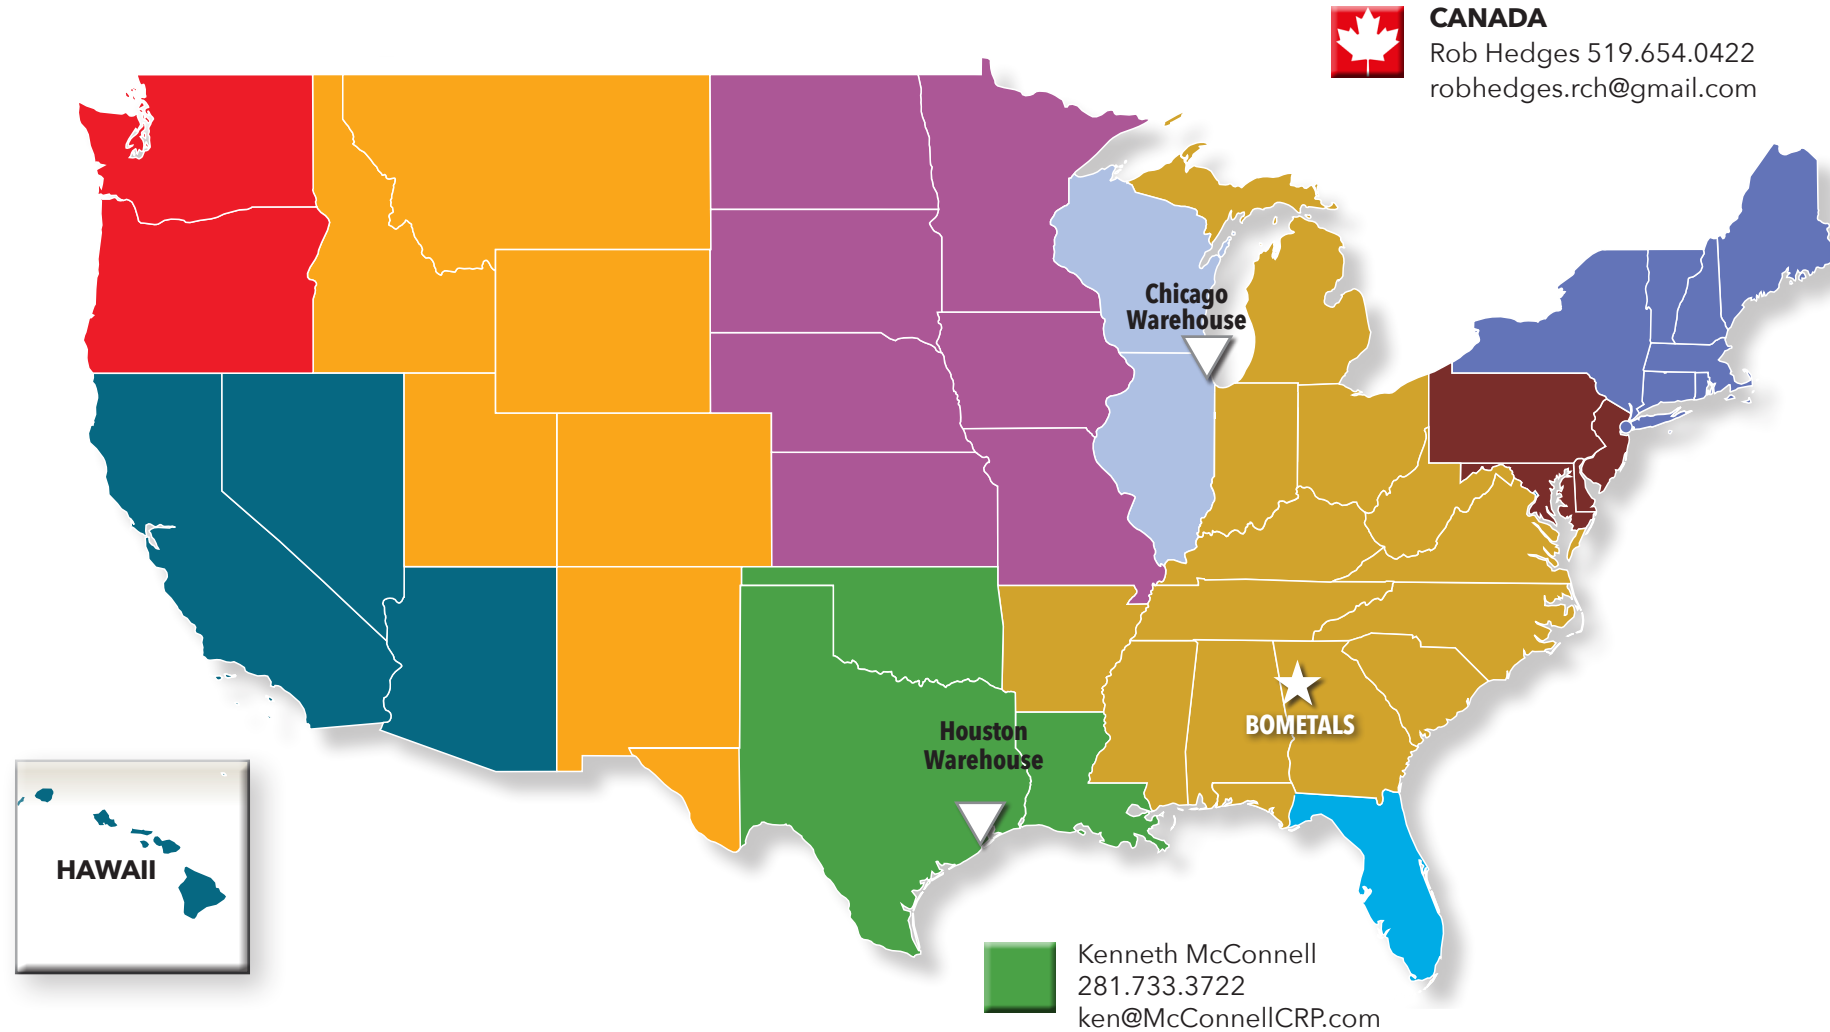 CANADA
Rob Hedges 519.654.0422
robhedges.rch@gmail.com
Chicago
Warehouse
BOMETALS
Houston
Warehouse
HAWAII
Kenneth McConnell
281.733.3722
ken@McConnellCRP.com